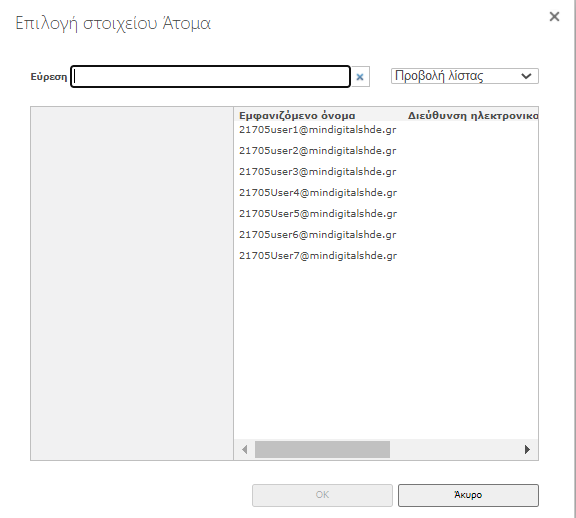 Επιλογή στοιχείου Άτομα
Εύρεση
Προβολή λίστας
Εμφανιζόμενο όνομα Διεύθυνση ηλεκτρονικο
21705user1@mindigitalshde.gr
21705user2@mindigitalshde.gr
21705user3@mindigitalshde.gr
21705User4@mindigitalshde.gr
21705User5@mindigitalshde.gr
21705user6@mindigitalshde.gr
21705User7@mindigitalshde.gr
OK Άκυρο